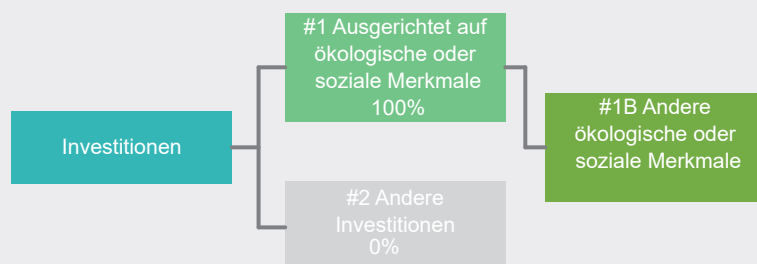 Investitionen
#1 Ausgerichtet auf
ökologische oder
soziale Merkmale
100%
#2 Andere
Investitionen
0%
#1B Andere
ökologische oder
soziale Merkmale